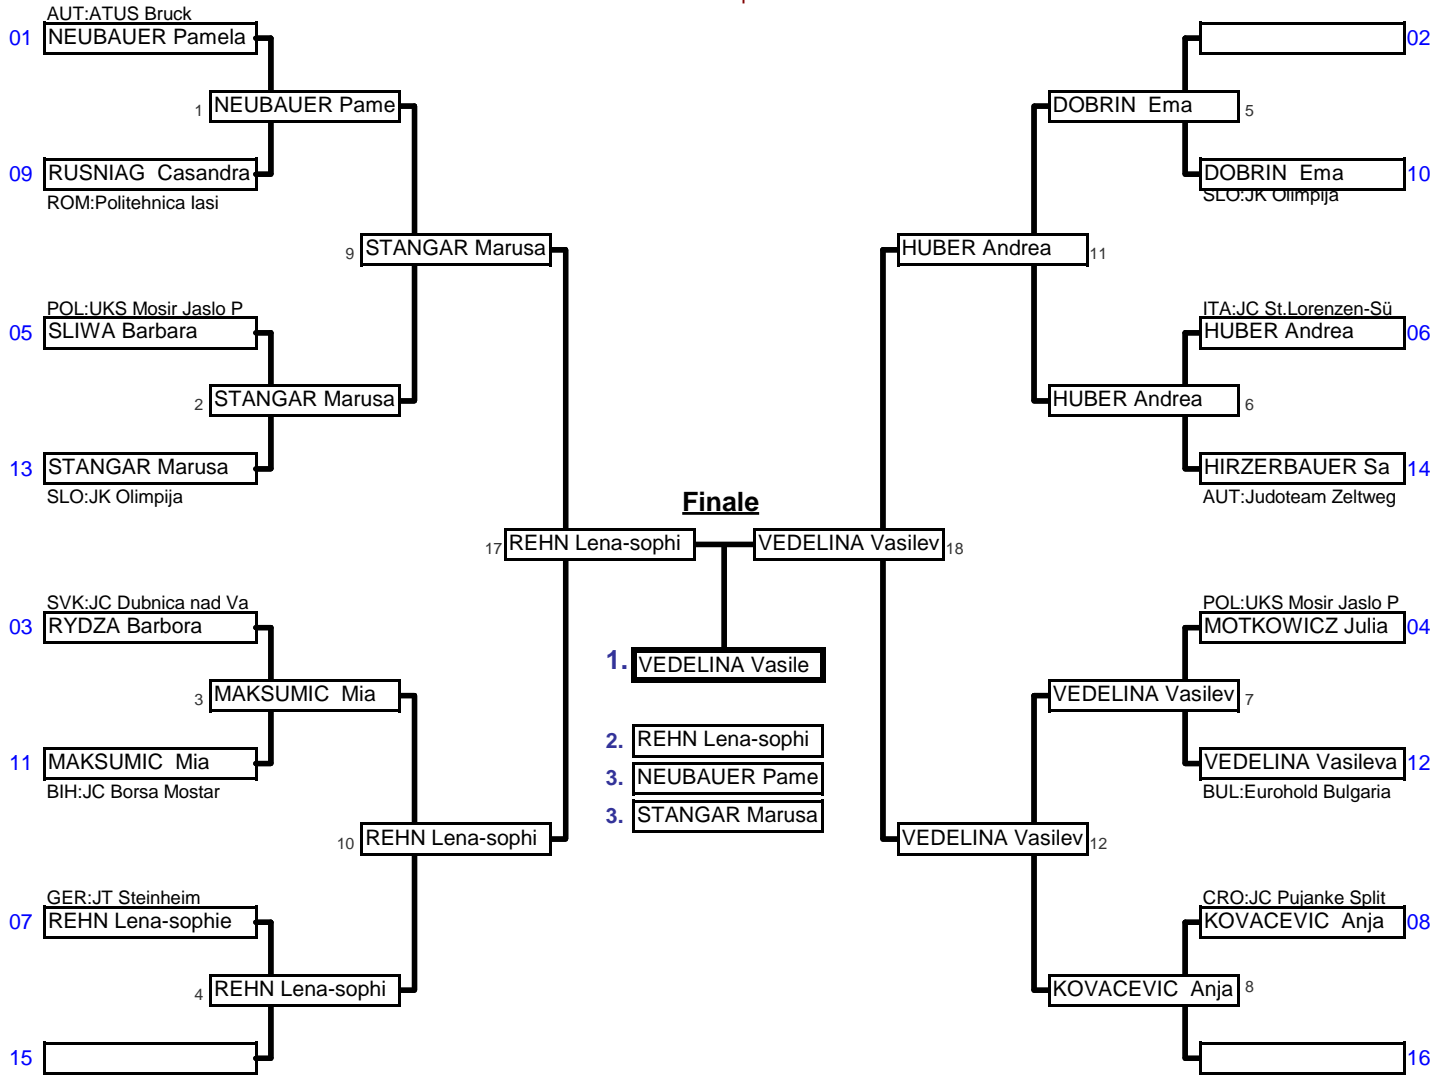 AUT:ATUS Bruck
01 NEUBAUER Pamela
1 NEUBAUER Pame
09 RUSNIAG Casandra
ROM:Politehnica Iasi
9 STANGAR Marusa
POL:UKS Mosir Jaslo P
05 SLIWA Barbara
2 STANGAR Marusa
13 STANGAR Marusa
SLO:JK Olimpija
17 REHN Lena-sophi
SVK:JC Dubnica nad Va
03 RYDZA Barbora
3 MAKSUMIC Mia
11 MAKSUMIC Mia
BIH:JC Borsa Mostar
10 REHN Lena-sophi
GER:JT Steinheim
07 REHN Lena-sophie
4 REHN Lena-sophi
15
Finale
1. VEDELINA Vasile
2. REHN Lena-sophi
3. NEUBAUER Pame
3. STANGAR Marusa
02
DOBRIN Ema 5
DOBRIN Ema 10
SLO:JK Olimpija
HUBER Andrea 11
ITA:JC St.Lorenzen-Sü
HUBER Andrea 06
HUBER Andrea 6
HIRZERBAUER Sa 14
AUT:Judoteam Zeltweg
VEDELINA Vasilev 18
POL:UKS Mosir Jaslo P
MOTKOWICZ Julia 04
VEDELINA Vasilev 7
VEDELINA Vasileva 12
BUL:Eurohold Bulgaria
VEDELINA Vasilev 12
CRO:JC Pujanke Split
KOVACEVIC Anja 08
KOVACEVIC Anja 8
16